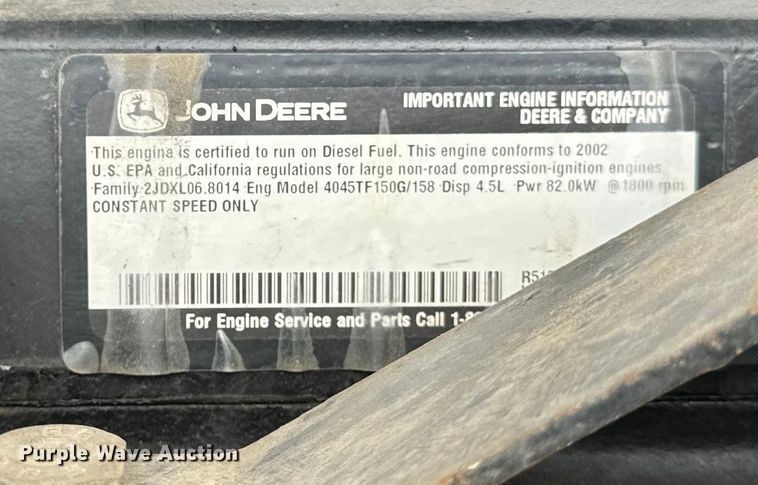 JOHN DEERE
IMPORTANT ENGINE INFORMATION
DEERE & COMPANY
This engina is certified to run on Diesel Fuel. This engine conforms to 2002
U.S. EPA and California regulations for large non-road compression-ignition engines
Family 2JDXL06.8014 Eng Model 4045TF150G/158 Disp 4.5L Pwr 82.0kW @1800 rpm
CONSTANT SPEED ONLY
For Engine Service and Parts Call
Purple Wave Auction